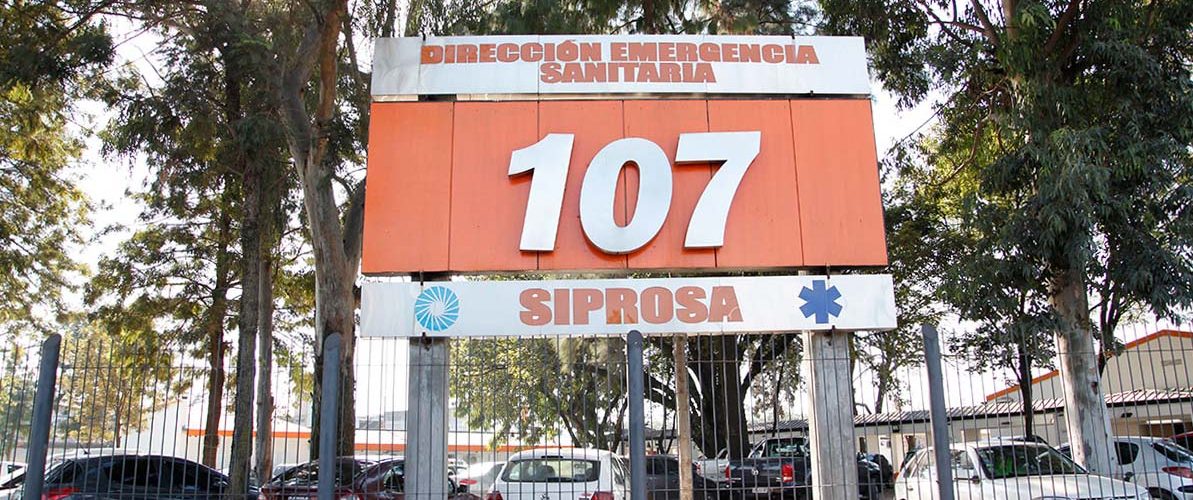 DIRECCIÓN EMERGENCIA
SANITARIA
107
SIPROSA